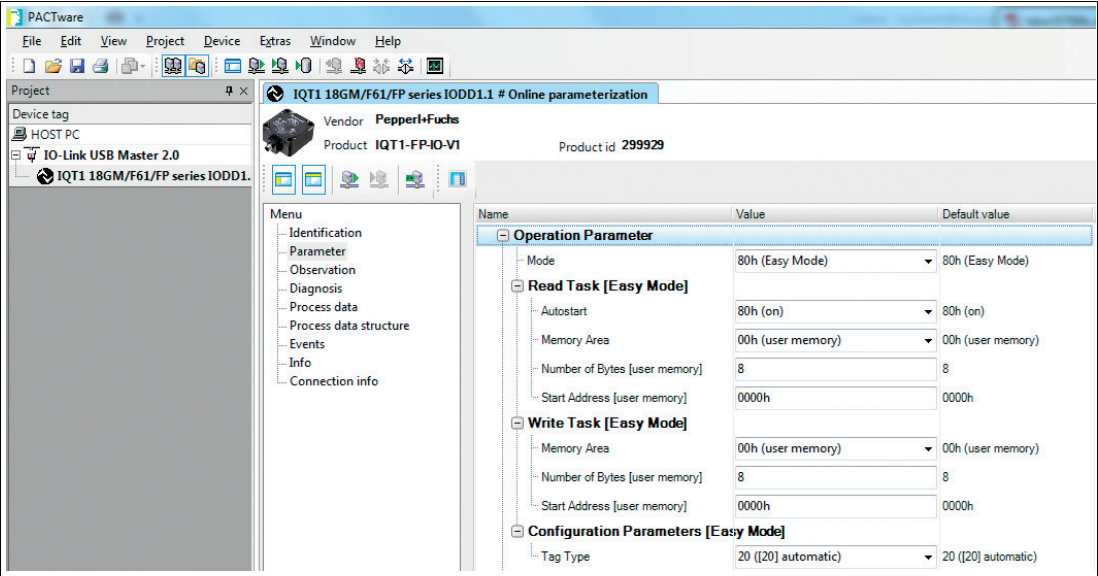 PACTware
File Edit View Project Device Extras Window Help
Project
Device tag
HOST PC
IO-Link USB Master 2.0
IQT1 18GM/F61/FP series IODD1.
IQT1 18GM/F61/FP series IODD1.1 # Online parameterization
Vendor Pepperl+Fuchs
Product IQT1-FP-IO-V1 Product id 299929
Menu
Identification
Parameter
Observation
Diagnosis
Process data
Process data structure
Events
Info
Connection info
Name Value Default value
Operation Parameter
Mode 80h (Easy Mode) 80h (Easy Mode)
Read Task [Easy Mode]
Autostart 80h (on) 80h (on)
Memory Area 00h (user memory) 00h (user memory)
Number of Bytes [user memory] 8 8
Start Address [user memory] 0000h 0000h
Write Task [Easy Mode]
Memory Area 00h (user memory) 00h (user memory)
Number of Bytes [user memory] 8 8
Start Address [user memory] 0000h 0000h
Configuration Parameters [Easy Mode]
Tag Type 20 ([20] automatic) 20 ([20] automatic)